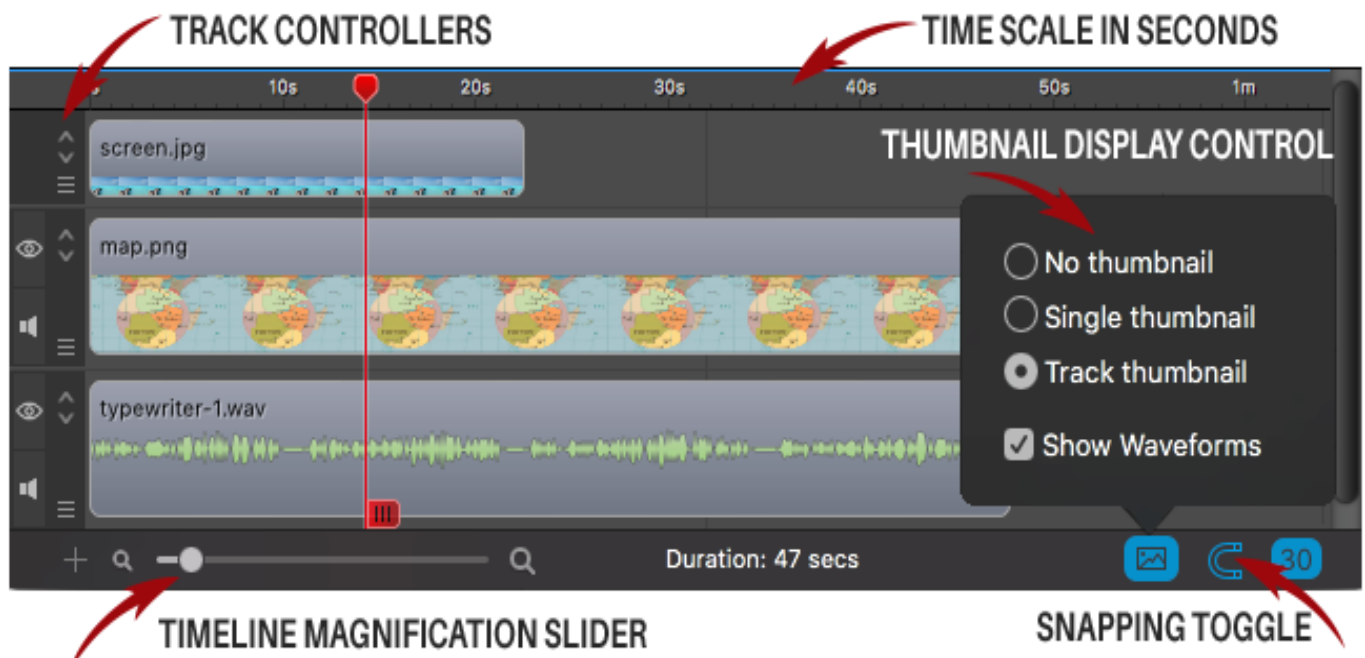 TRACK CONTROLLERS
TIME SCALE IN SECONDS
10s 20s 30s 40s 50s 1m
screen.jpg
THUMBNAIL DISPLAY CONTROL
map.png
No thumbnail
Single thumbnail
Track thumbnail
typewriter-1.wav
Show Waveforms
Duration: 47 secs
30
TIMELINE MAGNIFICATION SLIDER
SNAPPING TOGGLE